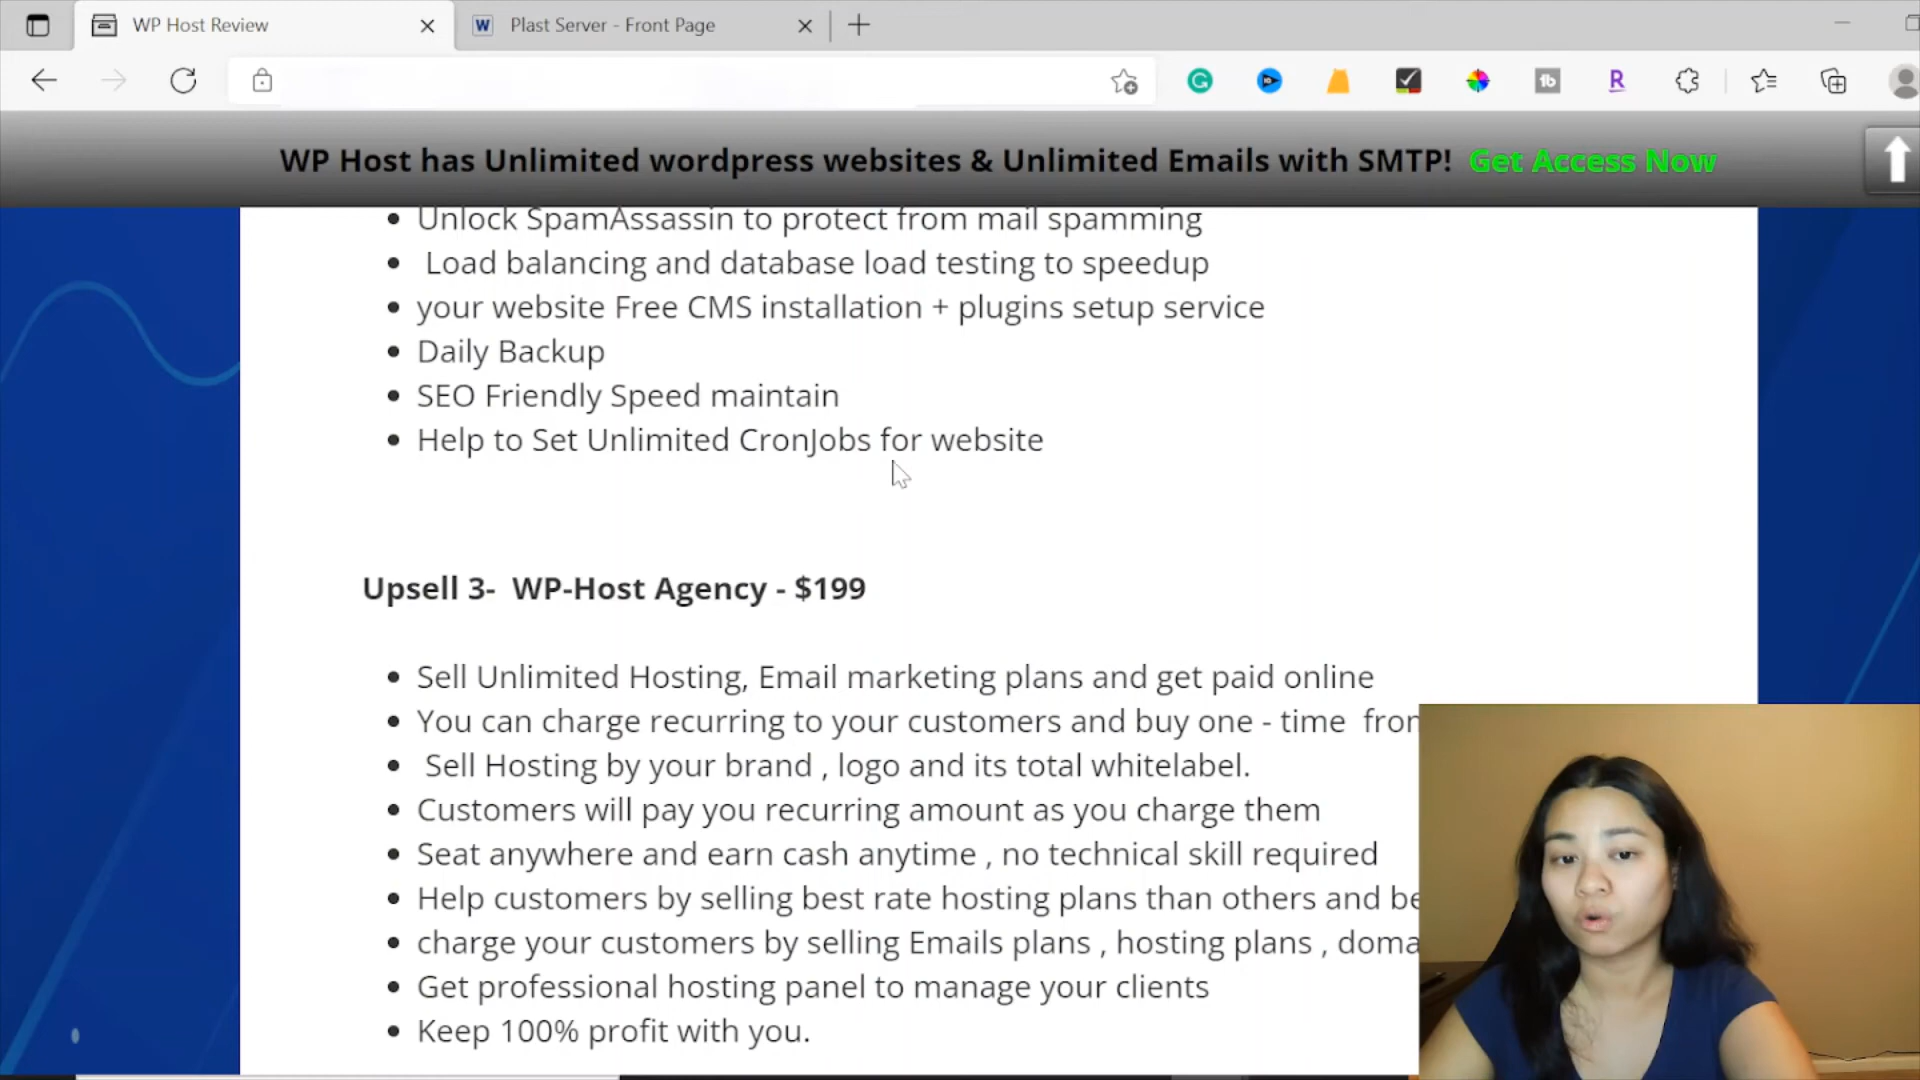 WP Host Review
W Plast Server - Front Page
WP Host has Unlimited wordpress websites & Unlimited Emails with SMTP! Get Access Now
Unlock SpamAssassin to protect from mail spamming
Load balancing and database load testing to speedup
your website Free CMS installation + plugins setup service
Daily Backup
SEO Friendly Speed maintain
Help to Set Unlimited CronJobs for website
Upsell 3- WP-Host Agency - $199
Sell Unlimited Hosting, Email marketing plans and get paid online
You can charge recurring to your customers and buy one - time
Sell Hosting by your brand , logo and its total whitelabel.
Customers will pay you recurring amount as you charge them
Seat anywhere and earn cash anytime , no technical skill required
Help customers by selling best rate hosting plans than others and
charge your customers by selling Emails plans , hosting plans ,
Get professional hosting panel to manage your clients
Keep 100% profit with you.